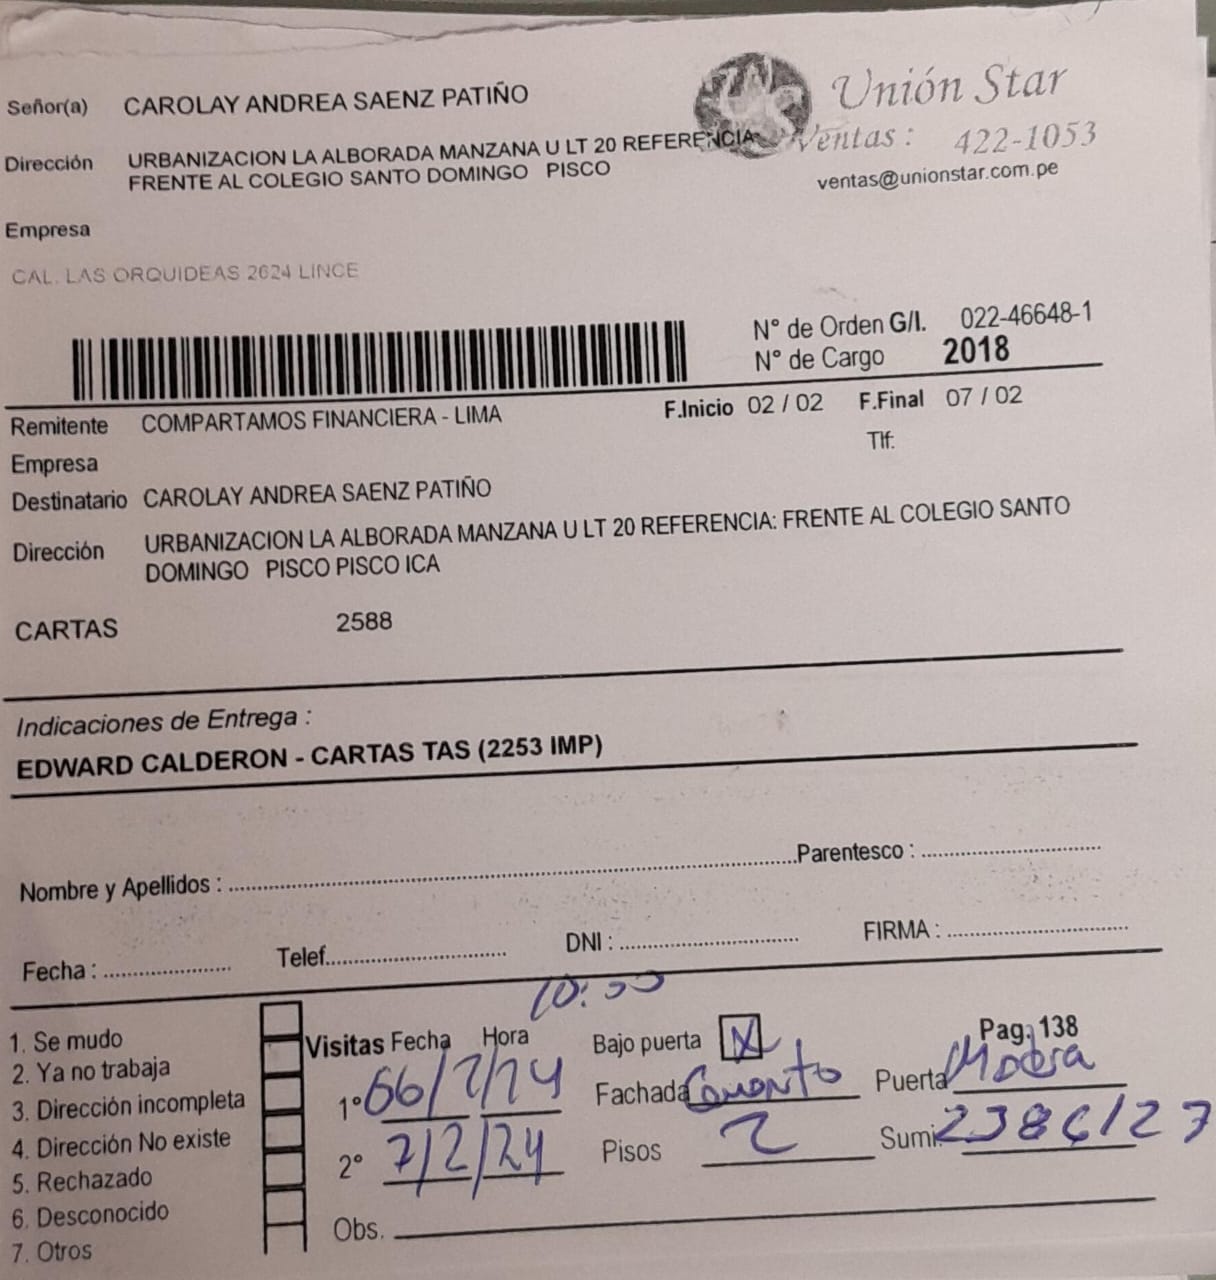 Señor(a) CAROLAY ANDREA SAENZ PATIÑO
Unión Star
Ventas : 422-1053
ventas@unionstar.com.pe
Dirección URBANIZACION LA ALBORADA MANZANA U LT 20 REFERENCIA:
FRENTE AL COLEGIO SANTO DOMINGO PISCO
Empresa
CAL. LAS ORQUIDEAS 2624 LINCE
N° de Orden G/I. 022-46648-1
N° de Cargo 2018
Remitente COMPARTAMOS FINANCIERA - LIMA F.Inicio 02 / 02 F.Final 07 / 02
Empresa Tlf:
Destinatario CAROLAY ANDREA SAENZ PATIÑO
Dirección URBANIZACION LA ALBORADA MANZANA U LT 20 REFERENCIA: FRENTE AL COLEGIO SANTO
DOMINGO PISCO PISCO ICA
CARTAS 2588
Indicaciones de Entrega :
EDWARD CALDERON - CARTAS TAS (2253 IMP)
Nombre y Apellidos : Parentesco :
Fecha : Telef. DNI : FIRMA :
1. Se mudo
2. Ya no trabaja
3. Dirección incompleta
4. Dirección No existe
5. Rechazado
6. Desconocido
7. Otros
Visitas Fecha Hora
1°
2° 7/2/24
Obs.
Bajo puerta X
Fachada
Pisos 2
Pag. 138
Puerta
Sumi.